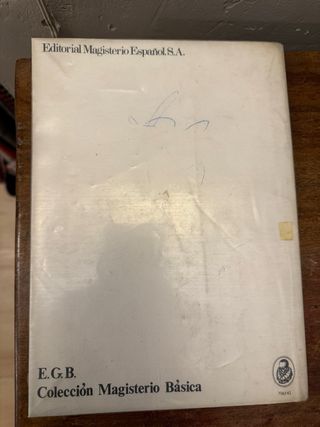 Editorial Magisterio Español, S.A.
E.G.B.
Colección Magisterio Básica